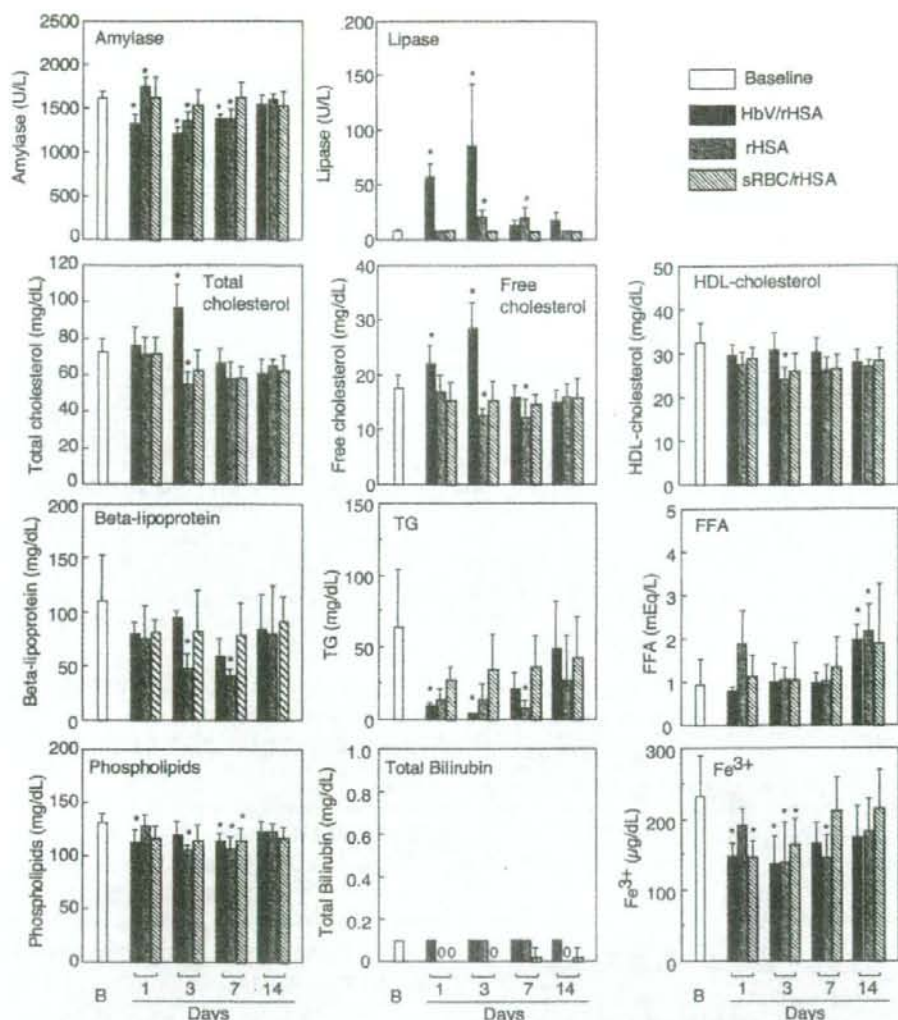 Amylase
Amylase (U/L)
2500
2000
1500
1000
500
0
* * * * * *
Lipase
Lipase (U/L)
200
150
100
50
0
Baseline
HbV/rHSA
rHSA
sRBC/rHSA
Total cholesterol
Total cholesterol (mg/dL)
120
100
80
60
40
20
0
* *
Free cholesterol
Free cholesterol (mg/dL)
40
30
20
10
0
* * * *
HDL-cholesterol
HDL-cholesterol (mg/dL)
50
40
30
20
10
0
*
Beta-lipoprotein
Beta-lipoprotein (mg/dL)
200
150
100
50
0
* *
TG
TG (mg/dL)
150
100
50
0
* * *
FFA
FFA (mEq/L)
5
4
3
2
1
0
* *
Phospholipids
Phospholipids (mg/dL)
200
150
100
50
0
* * * * *
B 1 3 7 14
Days
Total Bilirubin
Total Bilirubin (mg/dL)
1.0
0.8
0.6
0.4
0.2
0
00 0 0
B 1 3 7 14
Days
Fe3+
Fe3+ (µg/dL)
300
200
100
0
* * * * * *
B 1 3 7 14
Days